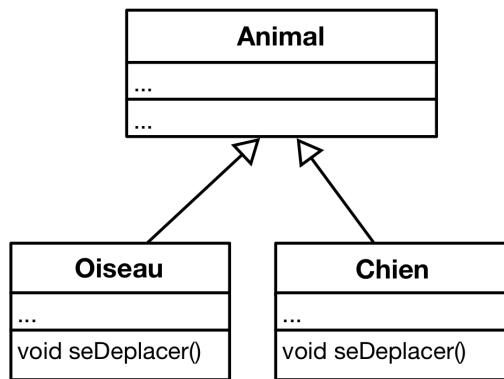 Animal
...
...
Oiseau
...
void seDeplacer()
Chien
...
void seDeplacer()